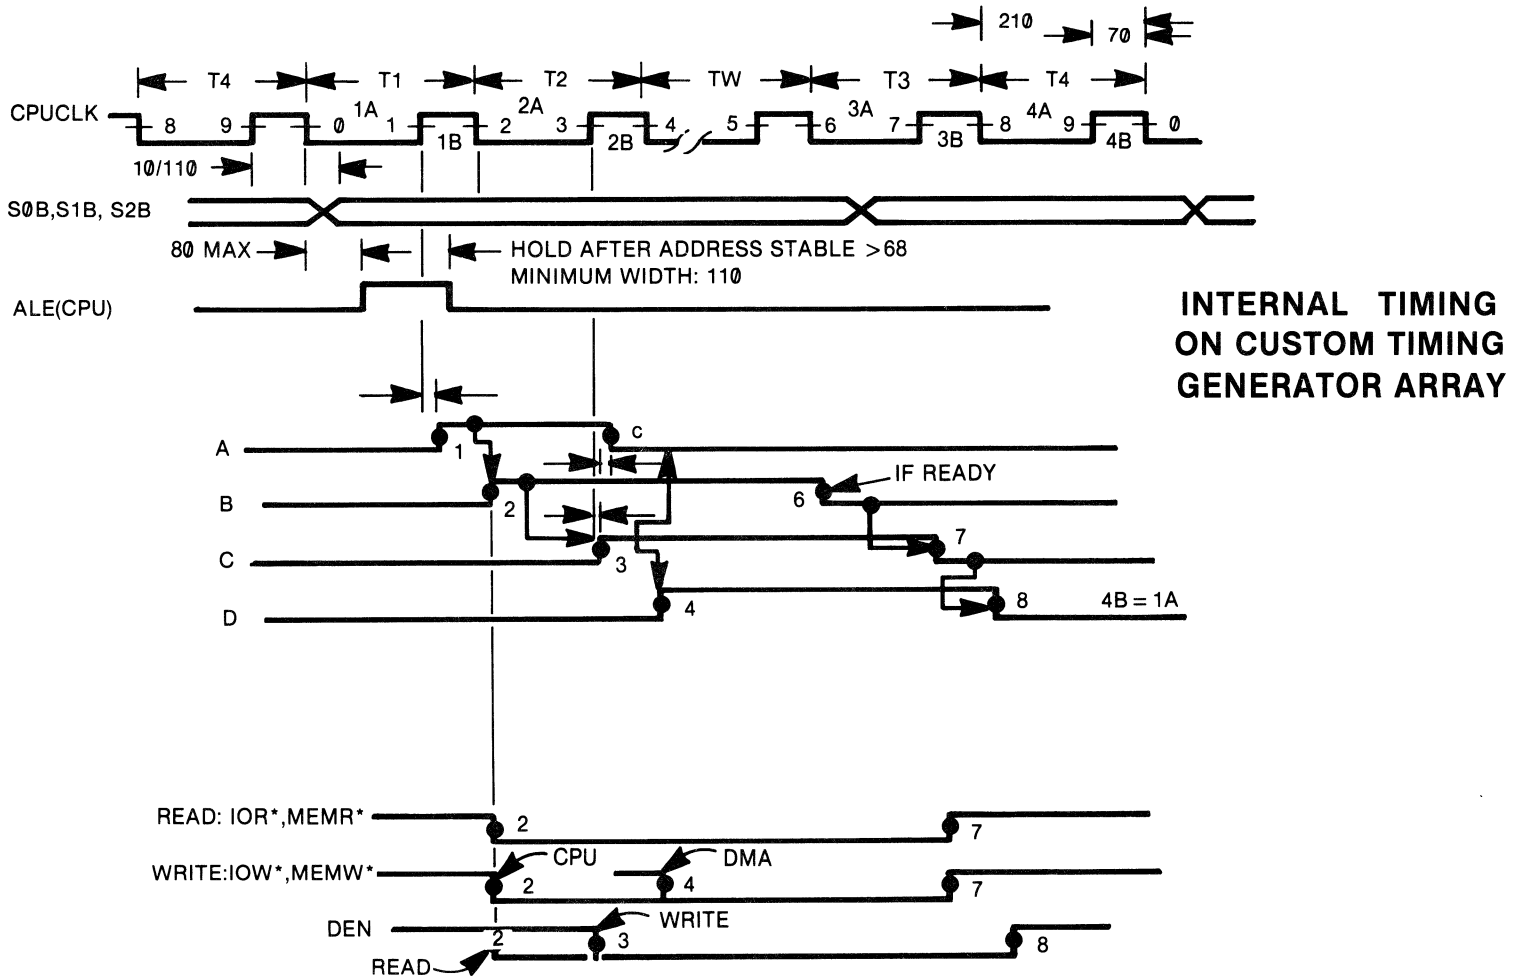 210
70
T4 T1 T2 TW T3 T4
CPUCLK 8 9 0 1A 1 1B 2 2A 3 2B 4 5 6 3A 7 3B 8 4A 9 4B 0
10/110
S0B,S1B, S2B
80 MAX
HOLD AFTER ADDRESS STABLE >68
MINIMUM WIDTH: 110
ALE(CPU)
INTERNAL TIMING
ON CUSTOM TIMING
GENERATOR ARRAY
A 1 C
B 2 6 IF READY
C 3 7
D 4 8 4B = 1A
READ: IOR*,MEMR* 2 7
WRITE:IOW*,MEMW* 2 CPU 4 DMA 7
DEN 2 3 WRITE 8
READ